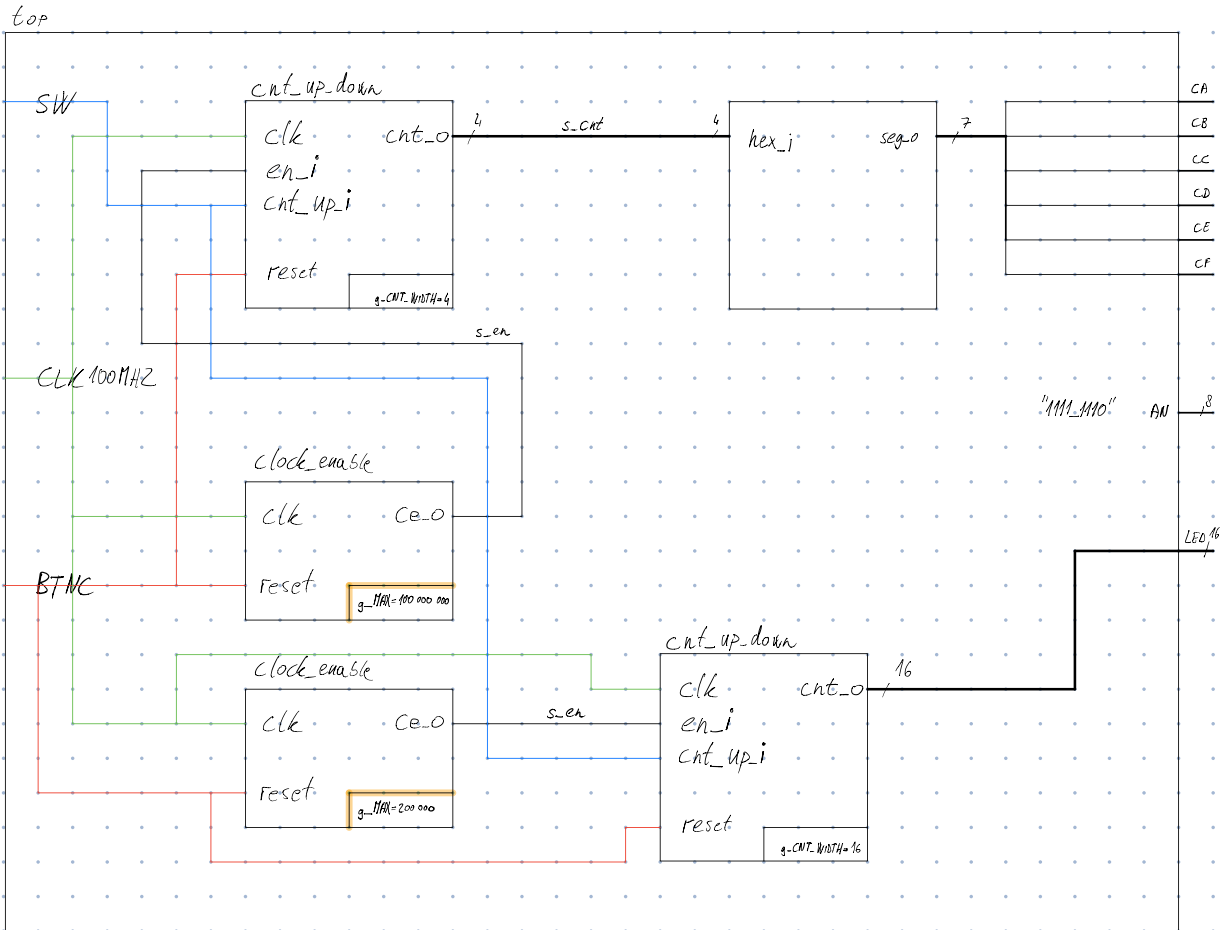 top
SW
cnt_up_down
clk
cnt_o
4
s_cnt
4
en_i
cnt_up_i
reset
g_CNT_WIDTH=4
hex_i
seg_o
7
CA
CB
CC
CD
CE
CF
s_en
CLK100MHZ
"1111_1110"
AN
8
clock_enable
clk
ce_o
reset
g_MAX=100 000 000
BTNC
LED
16
clock_enable
clk
ce_o
s_en
reset
g_MAX=200 000
cnt_up_down
clk
cnt_o
16
en_i
cnt_up_i
reset
g_CNT_WIDTH=16